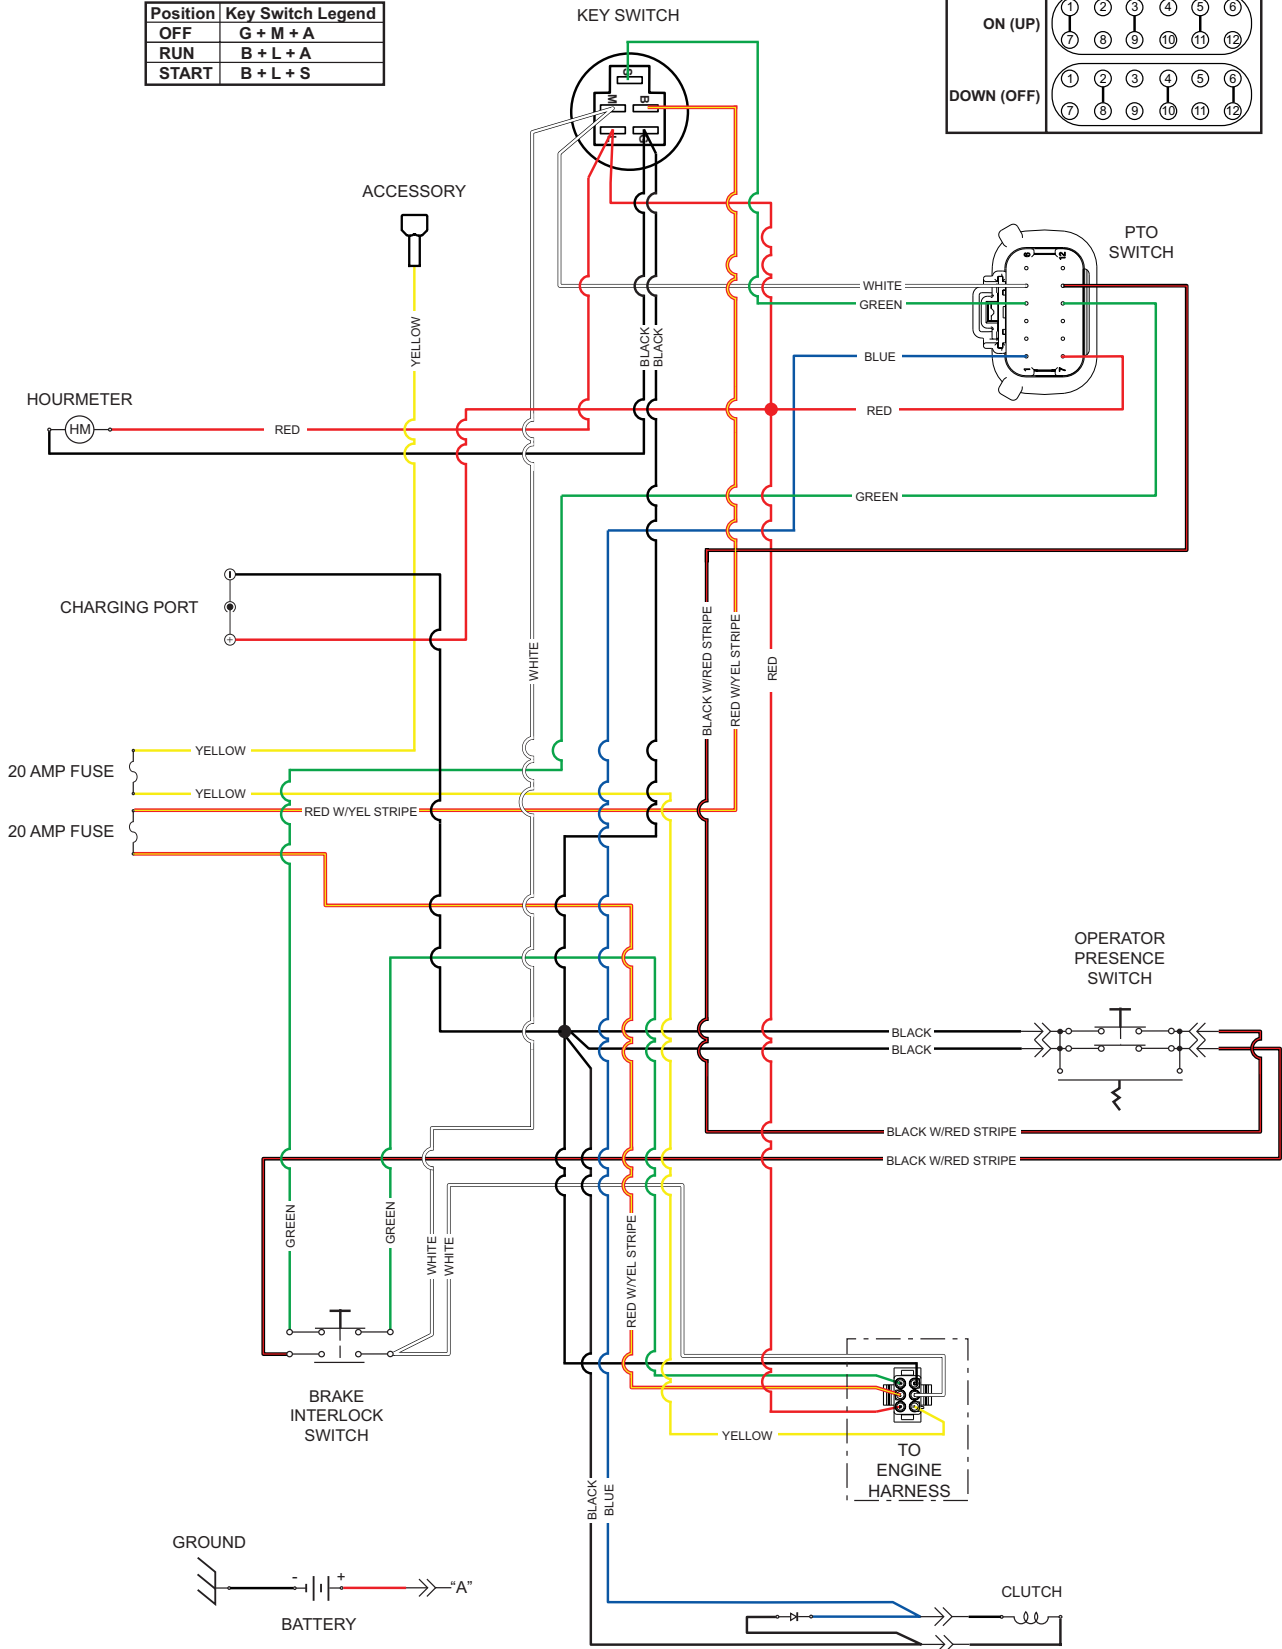 Position Key Switch Legend
OFF G + M + A
RUN B + L + A
START B + L + S
KEY SWITCH
G
M
B
ON (UP)
1 2 3 4 5 6
7 8 9 10 11 12
DOWN (OFF)
1 2 3 4 5 6
7 8 9 10 11 12
ACCESSORY
YELLOW
PTO
SWITCH
6 12
1 7
WHITE
GREEN
BLUE
RED
GREEN
BLACK
BLACK
HOURMETER
HM
RED
CHARGING PORT
WHITE
BLACK W/RED STRIPE
RED W/YEL STRIPE
RED
20 AMP FUSE
YELLOW
YELLOW
20 AMP FUSE
RED W/YEL STRIPE
OPERATOR
PRESENCE
SWITCH
BLACK
BLACK
BLACK W/RED STRIPE
BLACK W/RED STRIPE
GREEN
GREEN
WHITE
WHITE
RED W/YEL STRIPE
BRAKE
INTERLOCK
SWITCH
YELLOW
TO
ENGINE
HARNESS
BLACK
BLUE
GROUND
- +
"A"
BATTERY
CLUTCH